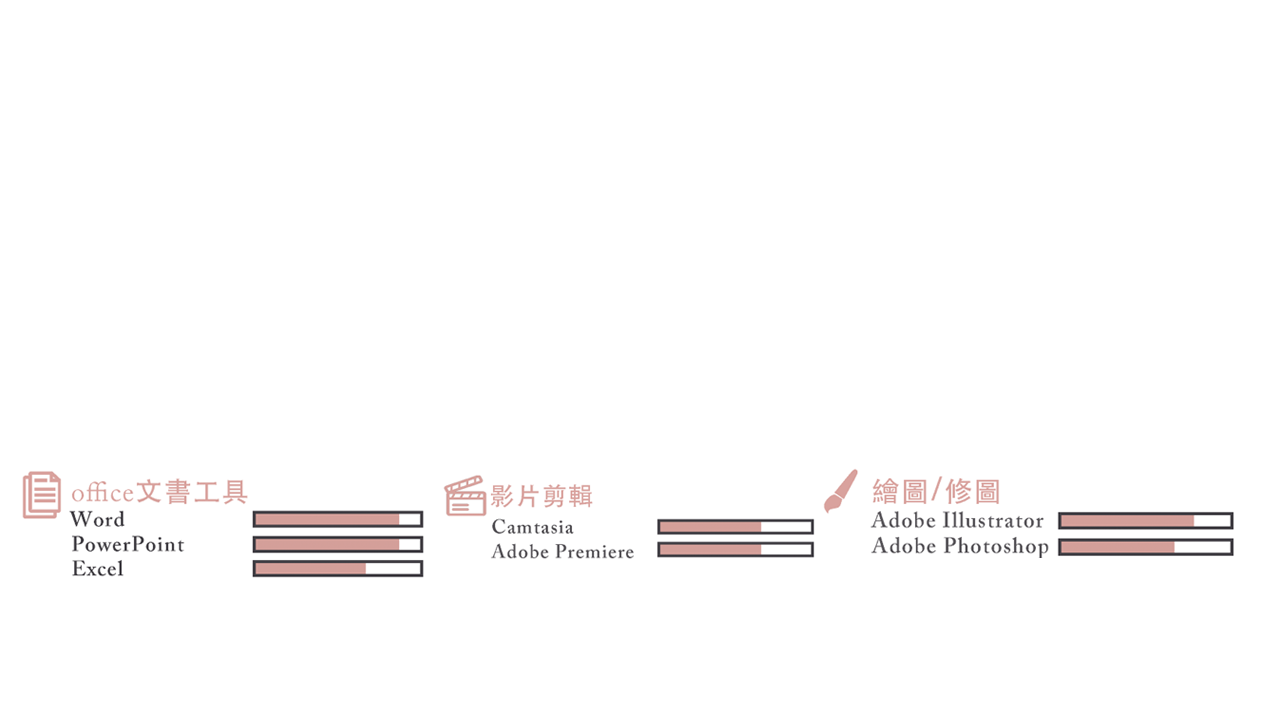 office文書工具
Word
PowerPoint
Excel
影片剪輯
Camtasia
Adobe Premiere
繪圖/修圖
Adobe Illustrator
Adobe Photoshop